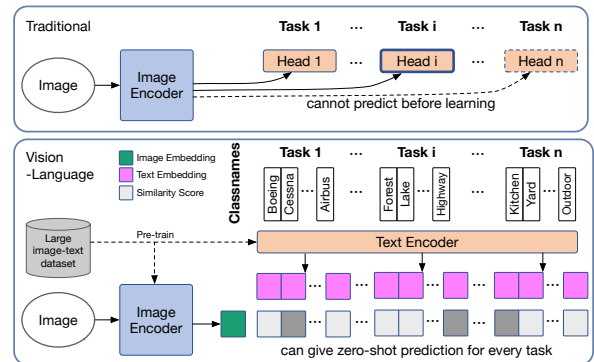 Traditional
Task 1 ... Task i ... Task n
Head 1 ... Head i ... Head n
Image
Image
Encoder
cannot predict before learning
Vision
-Language
Image Embedding
Text Embedding
Similarity Score
Classnames
Task 1 ... Task i ... Task n
Boeing
Cessna
...
Airbus
Forest
Lake
...
Highway
...
Kitchen
Yard
...
Outdoor
Large
image-text
dataset
Pre-train
Text Encoder
Image
Image
Encoder
can give zero-shot prediction for every task